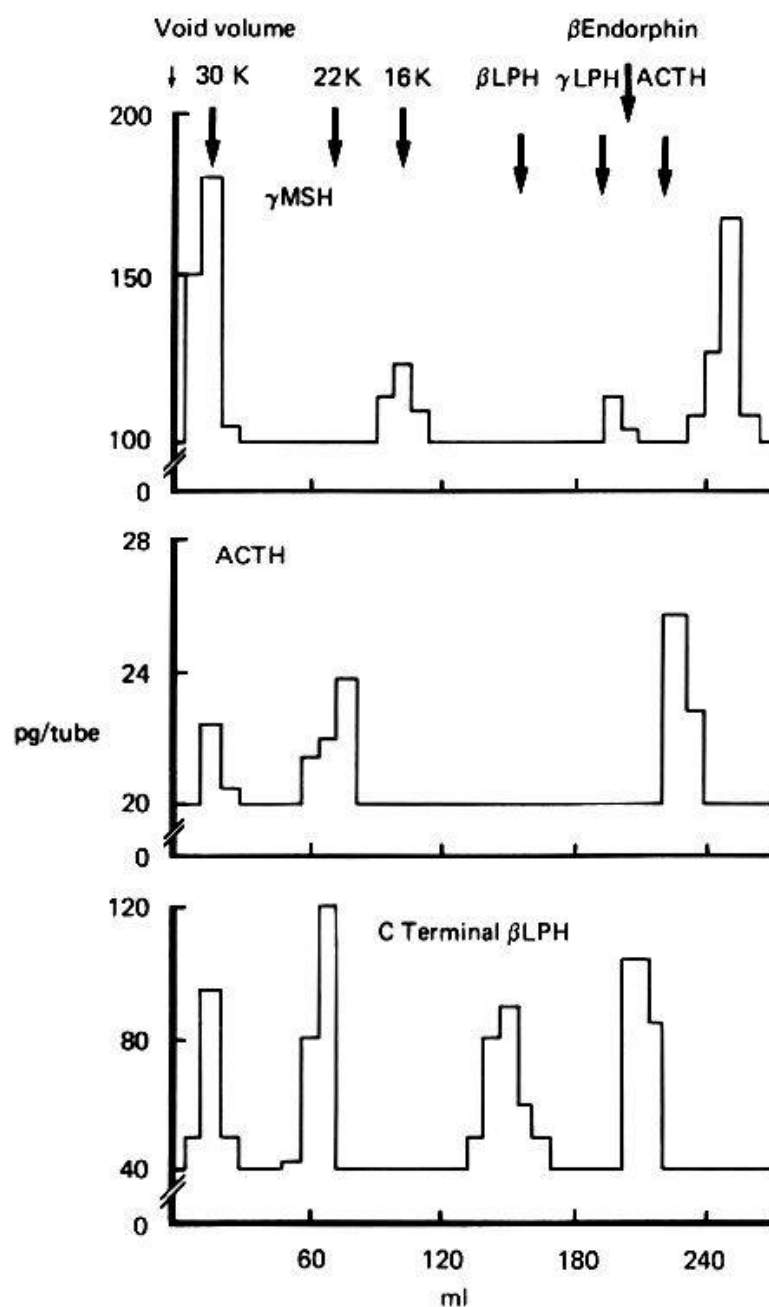 Void volume βEndorphin
30 K 22K 16K βLPH γLPH ACTH
200
γMSH
150
100
0
28
ACTH
24
pg/tube
20
0
120
C Terminal βLPH
80
40
0
60 120 180 240
ml